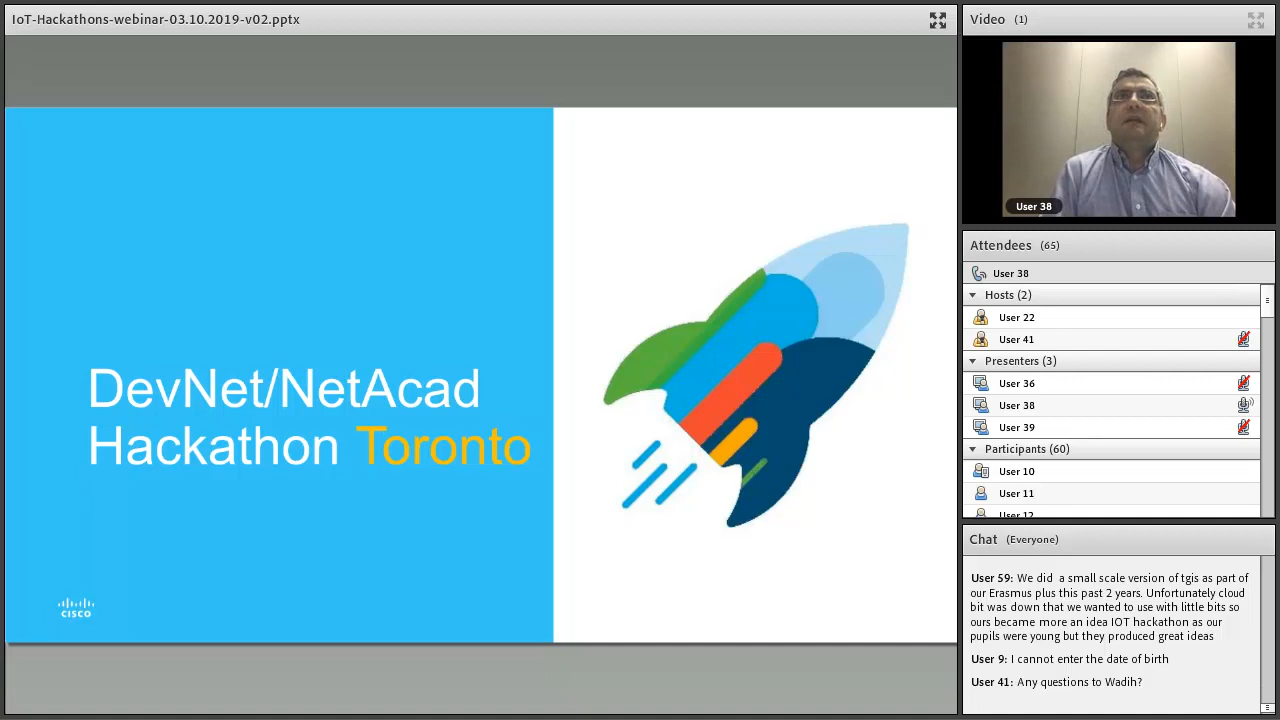 IoT-Hackathons-webinar-03.10.2019-v02.pptx
DevNet/NetAcad
Hackathon Toronto
CISCO
Video (1)
User 38
Attendees (65)
User 38
Hosts (2)
User 22
User 41
Presenters (3)
User 36
User 38
User 39
Participants (60)
User 10
User 11
User 12
Chat (Everyone)
User 59: We did a small scale version of tgis as part of
our Erasmus plus this past 2 years. Unfortunately cloud
bit was down that we wanted to use with little bits so
ours became more an idea IOT hackathon as our
pupils were young but they produced great ideas
User 9: I cannot enter the date of birth
User 41: Any questions to Wadih?